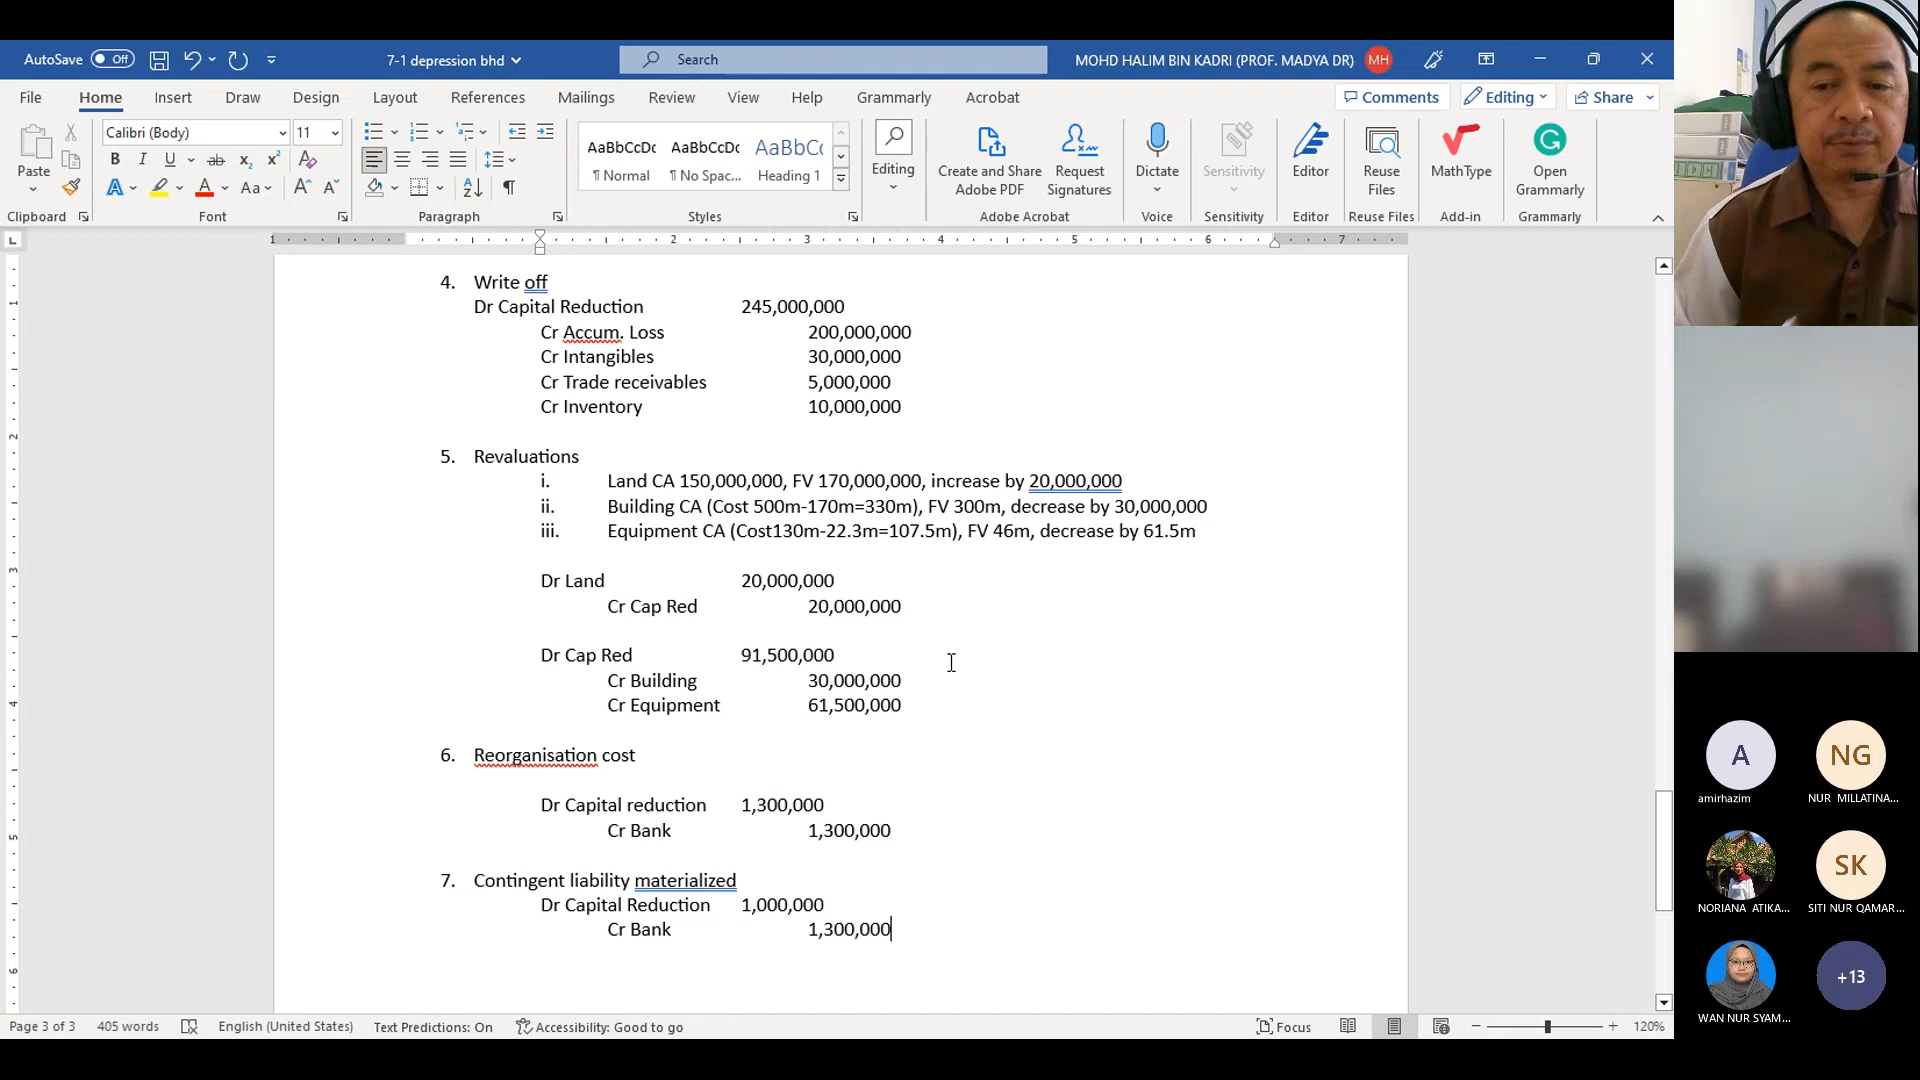 AutoSave Off
7-1 depression bhd
Search
MOHD HALIM BIN KADRI (PROF. MADYA DR) MH
File Home Insert Draw Design Layout References Mailings Review View Help Grammarly Acrobat
Comments Editing Share
Paste
Calibri (Body) 11
AaBbCcDc AaBbCcDc AaBbCc
¶ Normal ¶ No Spac... Heading 1
Editing
Create and Share Adobe PDF
Request Signatures
Dictate
Sensitivity
Editor
Reuse Files
MathType
Open Grammarly
Clipboard Font Paragraph Styles Adobe Acrobat Voice Sensitivity Editor Reuse Files Add-in Grammarly
1 2 3 4 5 6 7
4. Write off
Dr Capital Reduction 245,000,000
Cr Accum. Loss 200,000,000
Cr Intangibles 30,000,000
Cr Trade receivables 5,000,000
Cr Inventory 10,000,000
5. Revaluations
i. Land CA 150,000,000, FV 170,000,000, increase by 20,000,000
ii. Building CA (Cost 500m-170m=330m), FV 300m, decrease by 30,000,000
iii. Equipment CA (Cost130m-22.3m=107.5m), FV 46m, decrease by 61.5m
Dr Land 20,000,000
Cr Cap Red 20,000,000
Dr Cap Red 91,500,000
Cr Building 30,000,000
Cr Equipment 61,500,000
6. Reorganisation cost
Dr Capital reduction 1,300,000
Cr Bank 1,300,000
7. Contingent liability materialized
Dr Capital Reduction 1,000,000
Cr Bank 1,300,000
Page 3 of 3 405 words English (United States) Text Predictions: On Accessibility: Good to go Focus 120%
A NG
amirhazim NUR MILLATINA...
SK
NORIANA ATIKA... SITI NUR QAMAR...
+13
WAN NUR SYAM...